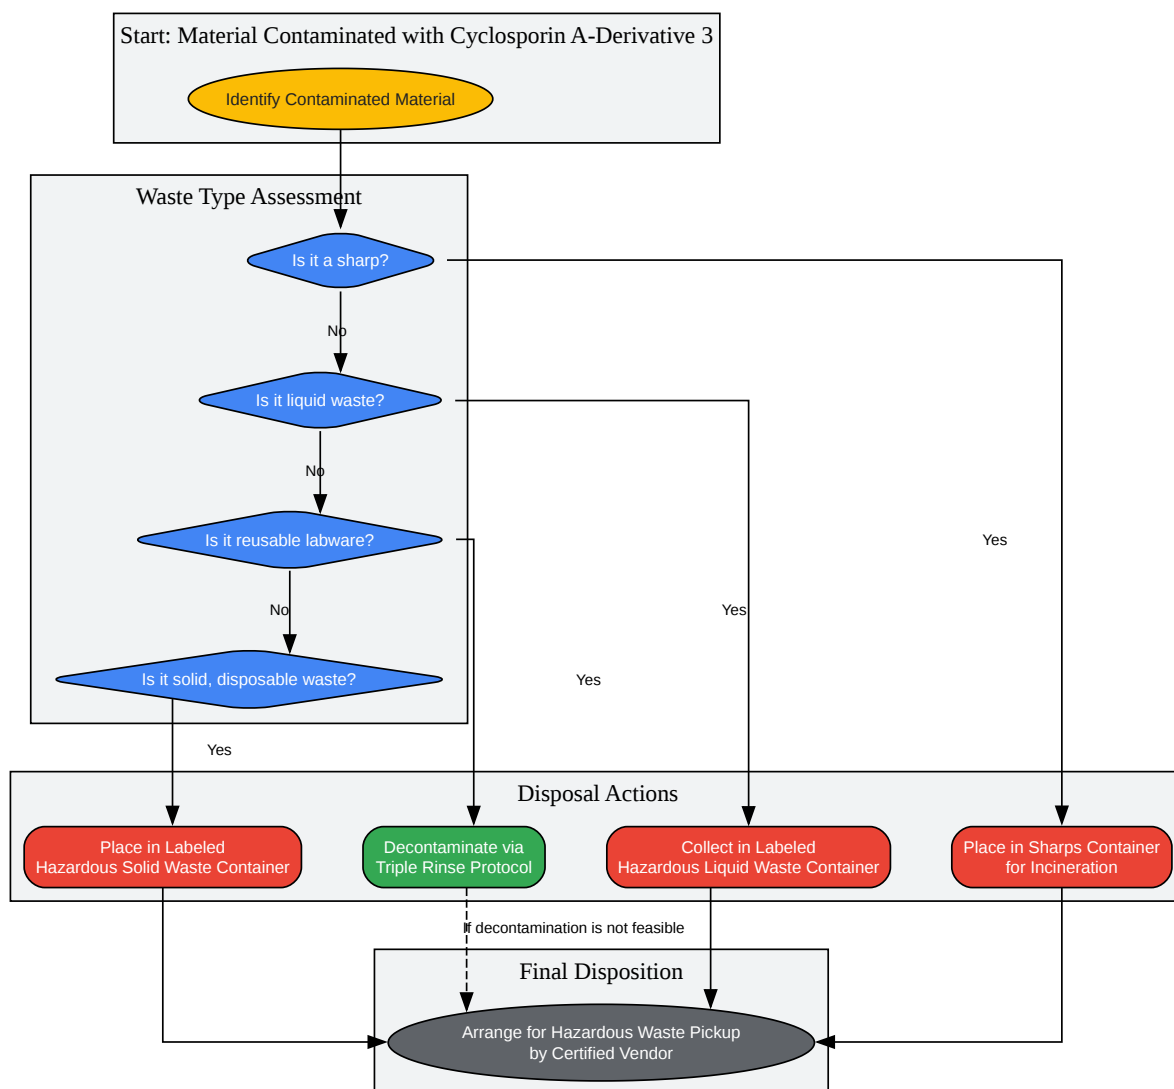 Start: Material Contaminated with Cyclosporin A-Derivative 3
Identify Contaminated Material
Waste Type Assessment
Is it a sharp?
No
Is it liquid waste?
No
Is it reusable labware?
Yes
No
Yes
Is it solid, disposable waste?
Yes
Yes
Disposal Actions
Place in Labeled
Hazardous Solid Waste Container
Decontaminate via
Triple Rinse Protocol
Collect in Labeled
Hazardous Liquid Waste Container
Place in Sharps Container
for Incineration
If decontamination is not feasible
Final Disposition
Arrange for Hazardous Waste Pickup
by Certified Vendor